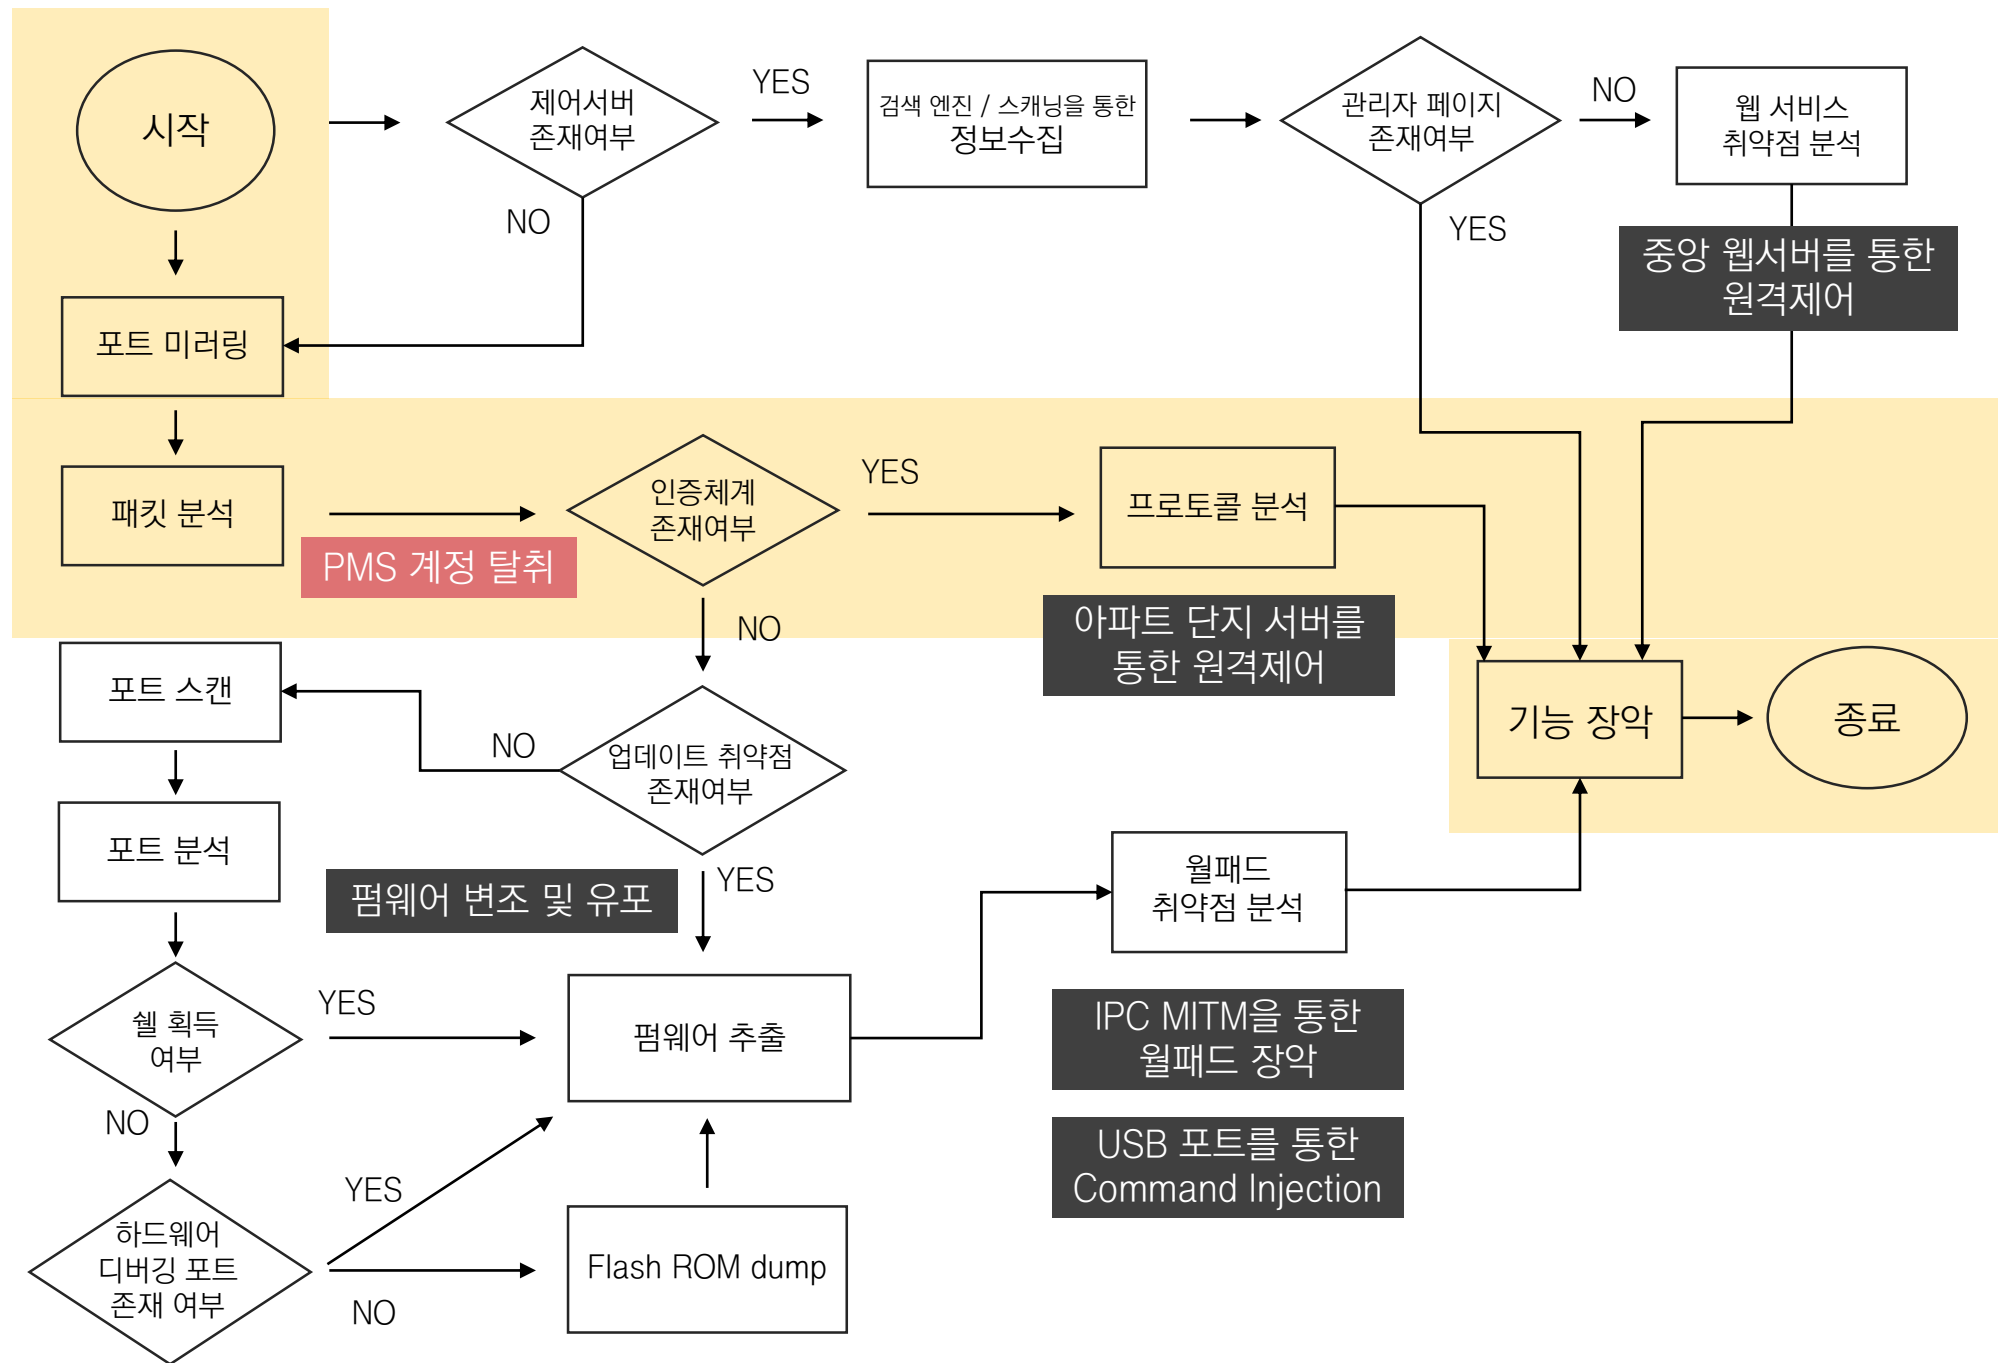 시작
제어서버
존재여부
YES
검색 엔진 / 스캐닝을 통한
정보수집
관리자 페이지
존재여부
NO
웹 서비스
취약점 분석
NO
YES
중앙 웹서버를 통한
원격제어
포트 미러링
패킷 분석
PMS 계정 탈취
인증체계
존재여부
YES
프로토콜 분석
NO
아파트 단지 서버를
통한 원격제어
포트 스캔
NO
업데이트 취약점
존재여부
기능 장악
종료
포트 분석
펌웨어 변조 및 유포
YES
월패드
취약점 분석
쉘 획득
여부
YES
펌웨어 추출
IPC MITM을 통한
월패드 장악
NO
USB 포트를 통한
Command Injection
하드웨어
디버깅 포트
존재 여부
YES
NO
Flash ROM dump